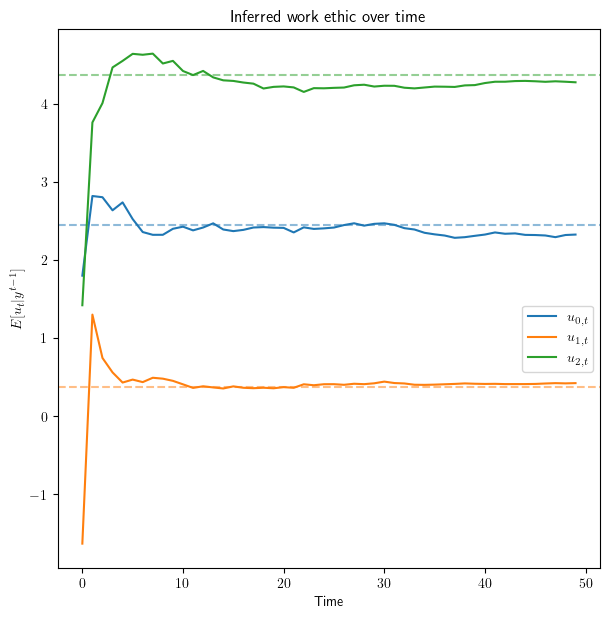 Inferred work ethic over time
E[u_t|y^{t−1}]
4
3
2
1
0
−1
u_{0,t}
u_{1,t}
u_{2,t}
0 10 20 30 40 50
Time